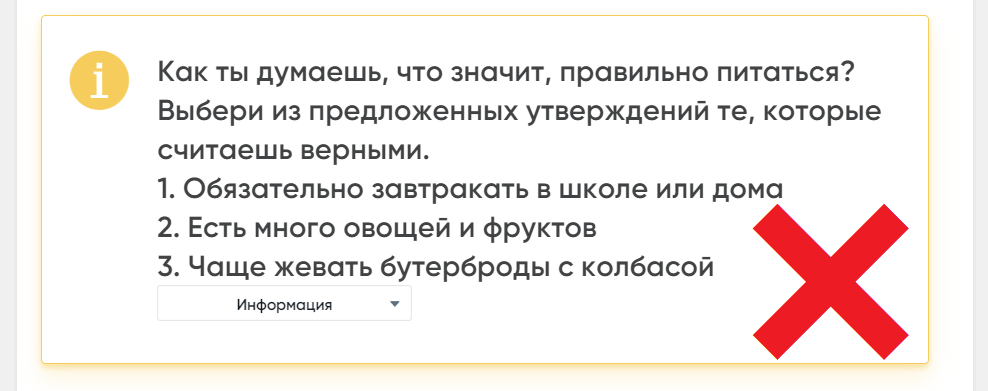 i
Как ты думаешь, что значит, правильно питаться?
Выбери из предложенных утверждений те, которые
считаешь верными.
1. Обязательно завтракать в школе или дома
2. Есть много овощей и фруктов
3. Чаще жевать бутерброды с колбасой
Информация